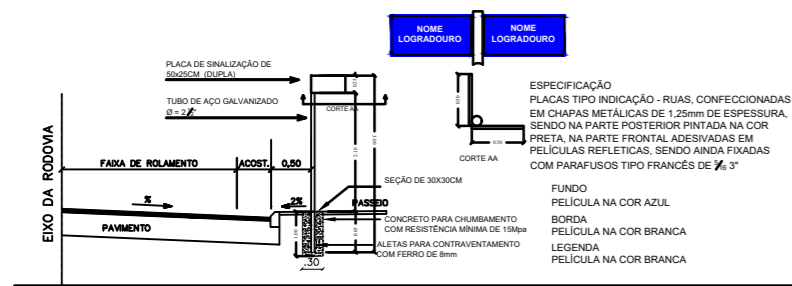 NOME
LOGRADOURO
NOME
LOGRADOURO
PLACA DE SINALIZAÇÃO DE
50x25CM (DUPLA)
TUBO DE AÇO GALVANIZADO
CORTE AA
CORTE AA
0.50
ESPECIFICAÇÃO
PLACAS TIPO INDICAÇÃO - RUAS, CONFECCIONADAS
EM CHAPAS METÁLICAS DE 1,25mm DE ESPESSURA,
SENDO NA PARTE POSTERIOR PINTADA NA COR
PRETA, NA PARTE FRONTAL ADESIVADAS EM
PELÍCULAS REFLETICAS, SENDO AINDA FIXADAS
COM PARAFUSOS TIPO FRANCÊS DE 5/16 3"
EIXO DA RODOVIA
FAIXA DE ROLAMENTO
ACOST.
0,50
SEÇÃO DE 30X30CM
%
2%
PASSEIO
PAVIMENTO
CONCRETO PARA CHUMBAMENTO
COM RESISTÊNCIA MÍNIMA DE 15Mpa
ALETAS PARA CONTRAVENTAMENTO
COM FERRO DE 8mm
.30
FUNDO
PELÍCULA NA COR AZUL
BORDA
PELÍCULA NA COR BRANCA
LEGENDA
PELÍCULA NA COR BRANCA